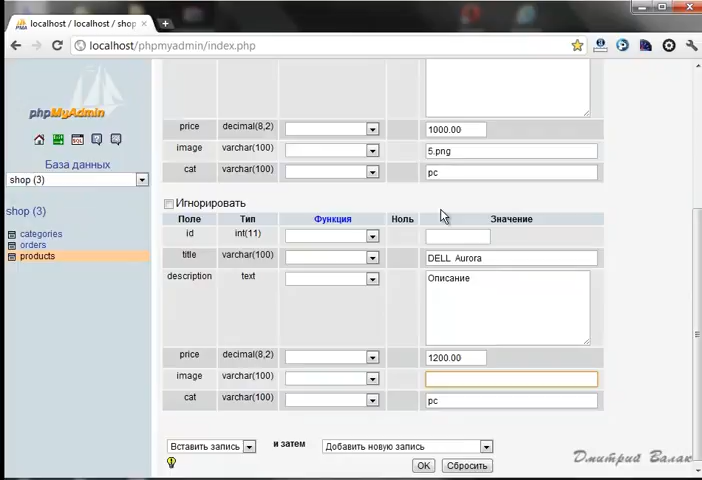 localhost / localhost / shop
localhost/phpmyadmin/index.php
phpMyAdmin
База данных
shop (3)
shop (3)
categories
orders
products
price decimal(8,2) 1000.00
image varchar(100) 5.png
cat varchar(100) pc
Игнорировать
Поле Тип Функция Ноль Значение
id int(11)
title varchar(100) DELL Aurora
description text Описание
price decimal(8,2) 1200.00
image varchar(100)
cat varchar(100) pc
Вставить запись и затем Добавить новую запись
OK Сбросить
Дмитрий Валак